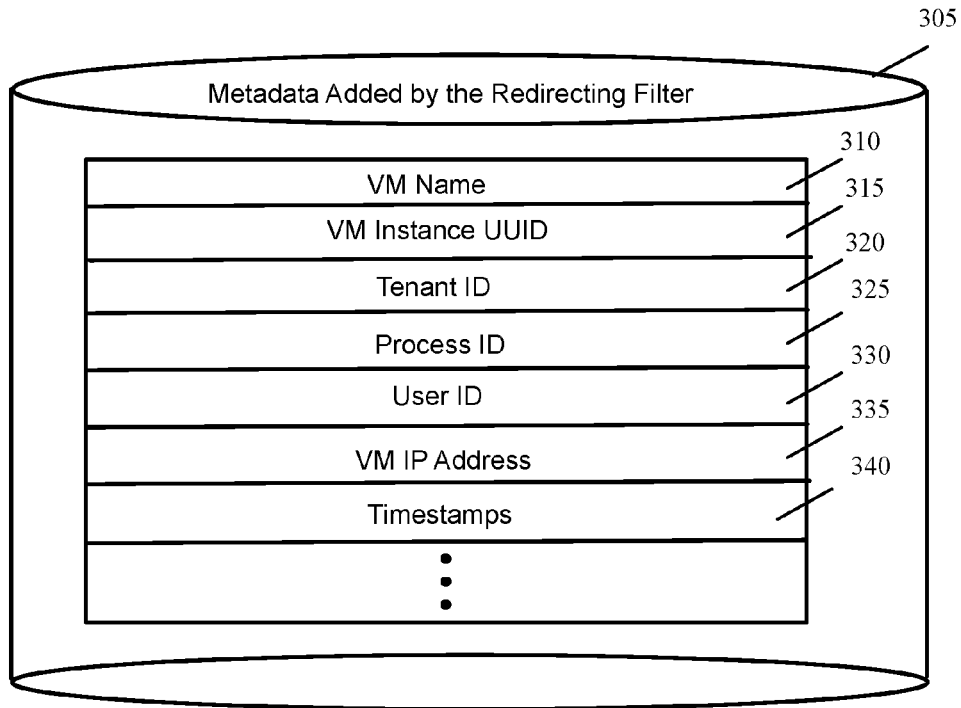 305
Metadata Added by the Redirecting Filter
310
VM Name
315
VM Instance UUID
320
Tenant ID
325
Process ID
330
User ID
335
VM IP Address
340
Timestamps